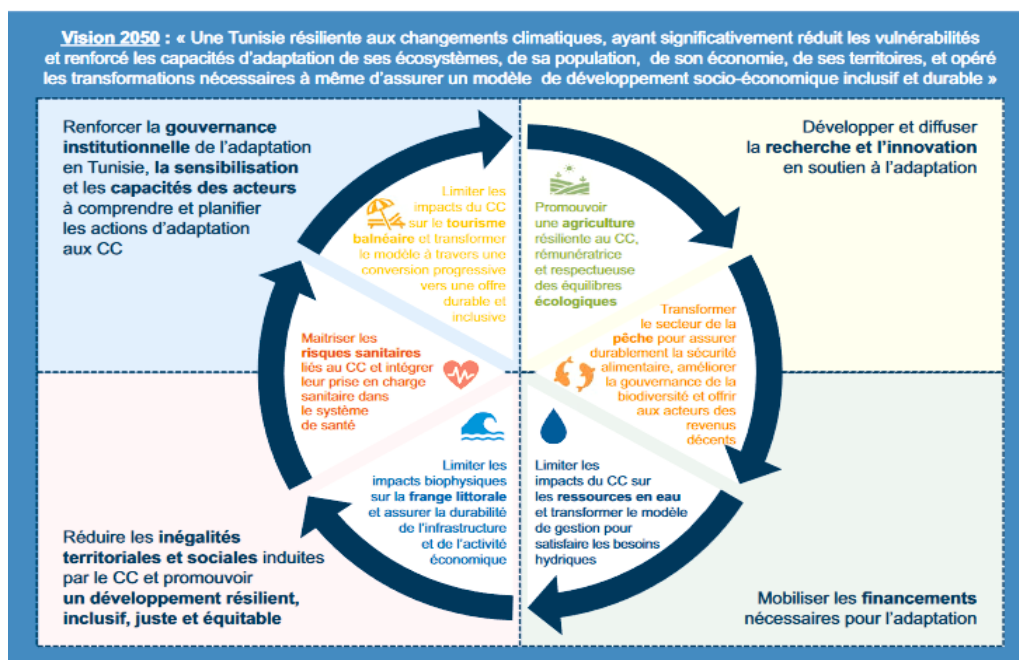 Vision 2050 : « Une Tunisie résiliente aux changements climatiques, ayant significativement réduit les vulnérabilités
et renforcé les capacités d'adaptation de ses écosystèmes, de sa population, de son économie, de ses territoires, et opéré
les transformations nécessaires à même d'assurer un modèle de développement socio-économique inclusif et durable »
Renforcer la gouvernance
institutionnelle de l'adaptation
en Tunisie, la sensibilisation
et les capacités des acteurs
à comprendre et planifier
les actions d'adaptation
aux CC
Développer et diffuser
la recherche et l'innovation
en soutien à l'adaptation
Limiter les
impacts du CC
sur le tourisme
balnéaire et transformer
le modèle à travers une
conversion progressive
vers une offre
durable et
inclusive
Promouvoir
une agriculture
résiliente au CC,
rémunératrice
et respectueuse
des équilibres
écologiques
Transformer
le secteur de la
pêche pour assurer
durablement la sécurité
alimentaire, améliorer
la gouvernance de la
biodiversité et offrir
aux acteurs des
revenus
décents
Maitriser les
risques sanitaires
liés au CC et intégrer
leur prise en charge
sanitaire dans
le système
de santé
Limiter les
impacts biophysiques
sur la frange littorale
et assurer la durabilité
de l'infrastructure
et de l'activité
économique
Limiter les
impacts du CC sur
les ressources en eau
et transformer le modèle
de gestion pour
satisfaire les besoins
hydriques
Réduire les inégalités
territoriales et sociales induites
par le CC et promouvoir
un développement résilient,
inclusif, juste et équitable
Mobiliser les financements
nécessaires pour l'adaptation